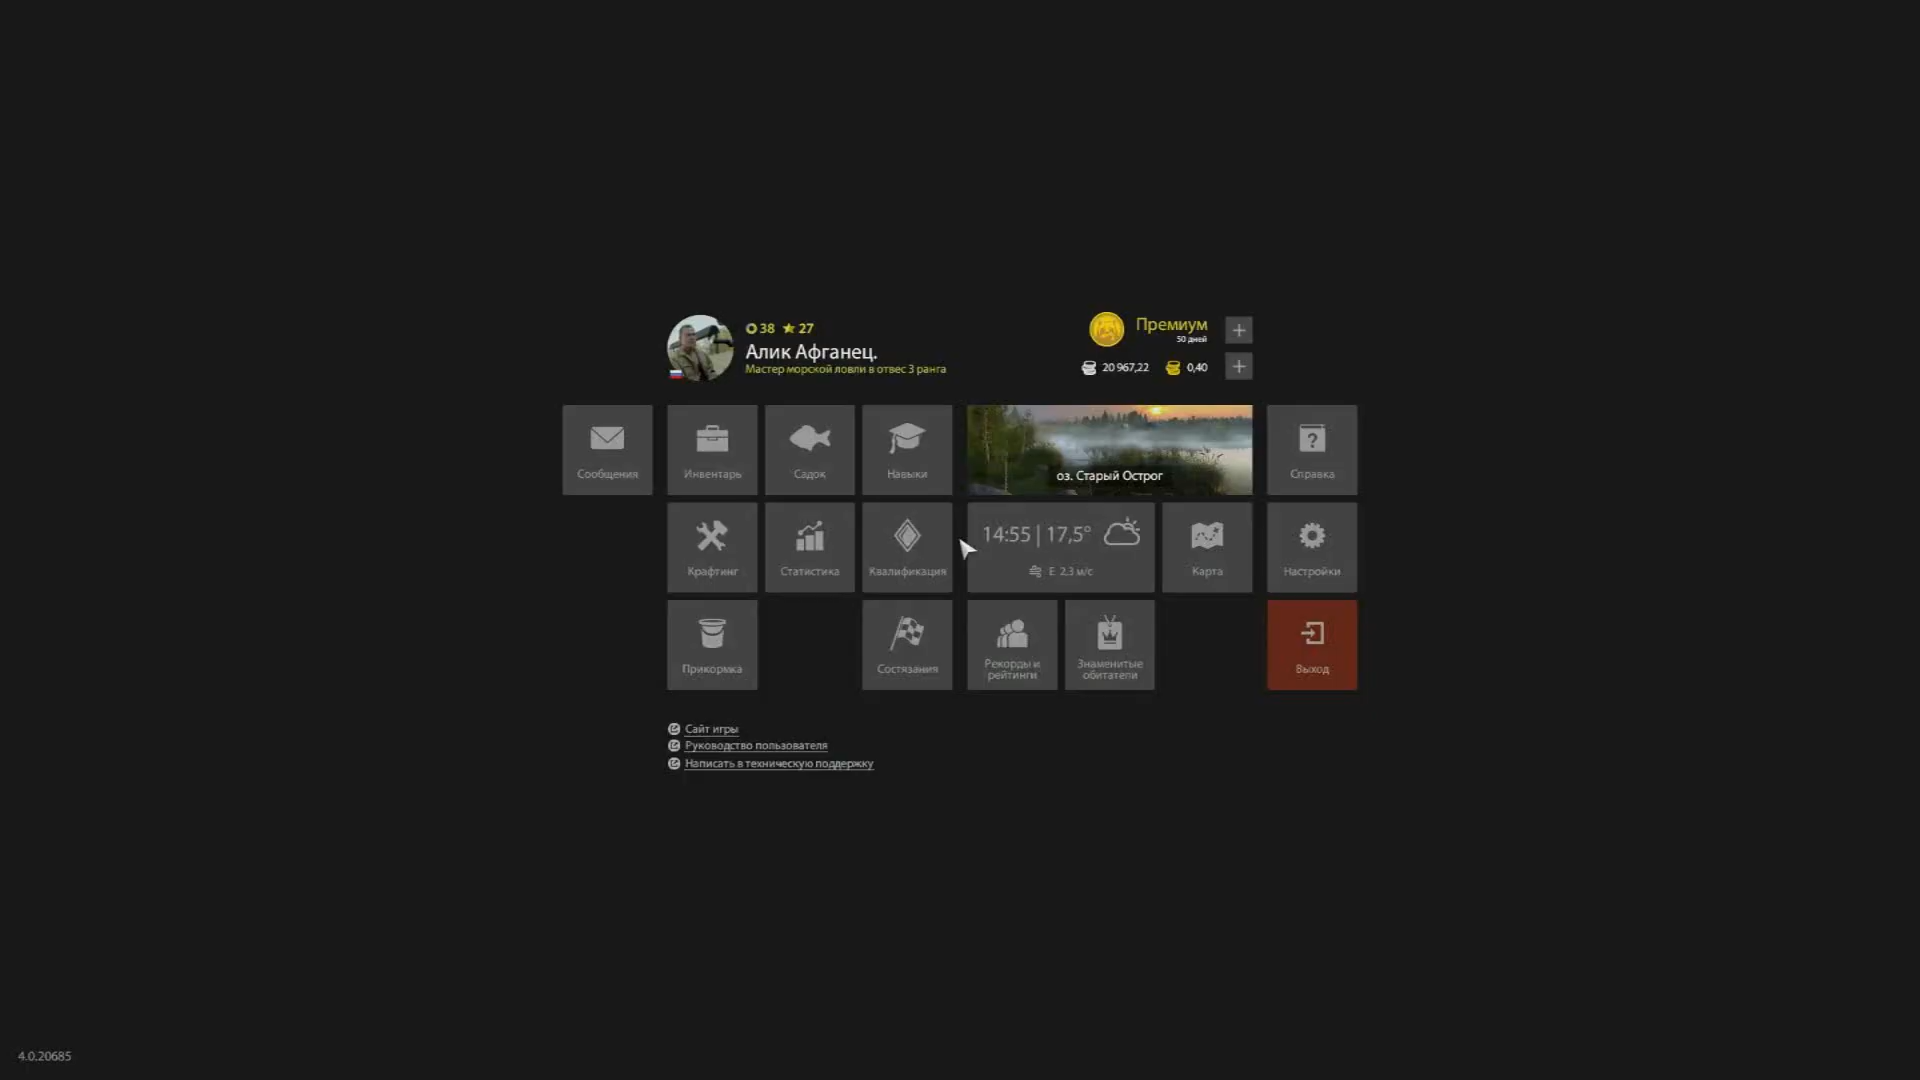 38 27
Алик Афганец.
Мастер морской ловли в отвес 3 ранга
Премиум
50 дней
20 967,22 0,40
Сообщения
Инвентарь
Садок
Навыки
оз. Старый Острог
Справка
Крафтинг
Статистика
Квалификация
14:55 | 17,5°
E 2,3 м/с
Карта
Настройки
Прикормка
Состязания
Рекорды и
рейтинги
Знаменитые
обитатели
Выход
Сайт игры
Руководство пользователя
Написать в техническую поддержку
4.0.20685